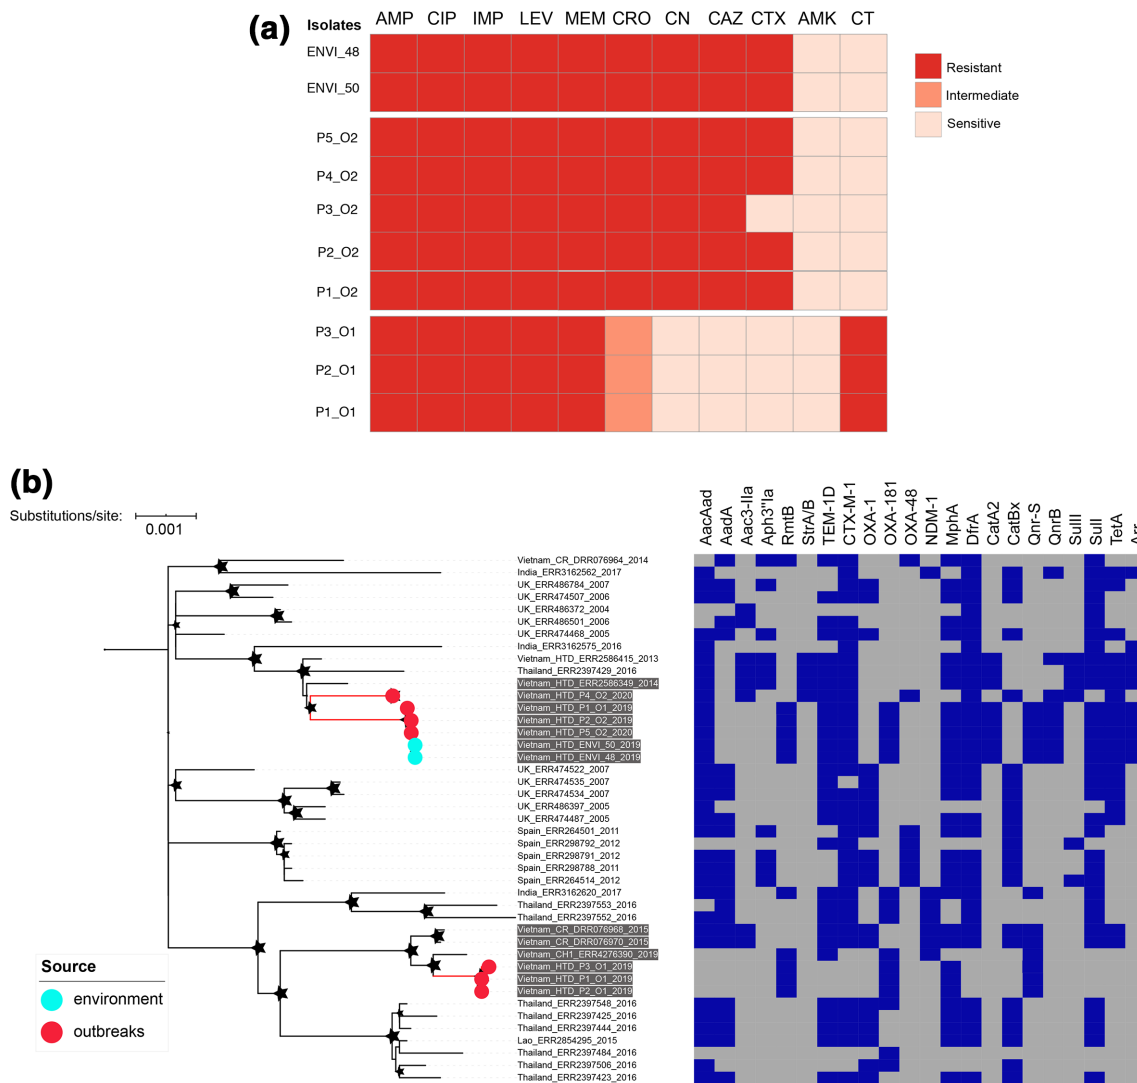 (a)
Isolates AMP CIP IMP LEV MEM CRO CN CAZ CTX AMK CT
ENVI_48
ENVI_50
P5_O2
P4_O2
P3_O2
P2_O2
P1_O2
P3_O1
P2_O1
P1_O1
Resistant
Intermediate
Sensitive
(b)
Substitutions/site: 0.001
AacAad AadA Aac3-IIa Aph3"Ia RmtB StrA/B TEM-1D CTX-M-1 OXA-1 OXA-181 OXA-48 NDM-1 MphA DfrA CatA2 CatBx Qnr-S QnrB SulII SulI TetA Arr
Vietnam_CR_DRR076964_2014
India_ERR3162562_2017
UK_ERR486784_2007
UK_ERR474507_2006
UK_ERR486372_2004
UK_ERR486501_2006
UK_ERR474468_2005
India_ERR3162575_2016
Vietnam_HTD_ERR2586415_2013
Thailand_ERR2397429_2016
Vietnam_HTD_ERR2586349_2014
Vietnam_HTD_P4_O2_2020
Vietnam_HTD_P1_O1_2019
Vietnam_HTD_P2_O2_2019
Vietnam_HTD_P5_O2_2020
Vietnam_HTD_ENVI_50_2019
Vietnam_HTD_ENVI_48_2019
UK_ERR474522_2007
UK_ERR474535_2007
UK_ERR474534_2007
UK_ERR486397_2005
UK_ERR474487_2005
Spain_ERR264501_2011
Spain_ERR298792_2012
Spain_ERR298791_2012
Spain_ERR298788_2011
Spain_ERR264514_2012
India_ERR3162620_2017
Thailand_ERR2397553_2016
Thailand_ERR2397552_2016
Vietnam_CR_DRR076968_2015
Vietnam_CR_DRR076970_2015
Vietnam_CH1_ERR4276390_2019
Vietnam_HTD_P3_O1_2019
Vietnam_HTD_P1_O1_2019
Vietnam_HTD_P2_O1_2019
Thailand_ERR2397548_2016
Thailand_ERR2397425_2016
Thailand_ERR2397444_2016
Lao_ERR2854295_2015
Thailand_ERR2397484_2016
Thailand_ERR2397506_2016
Thailand_ERR2397423_2016
Source
environment
outbreaks